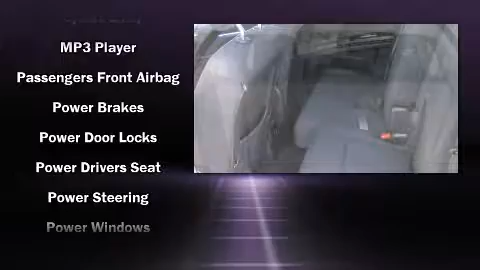 MP3 Player
Passengers Front Airbag
Power Brakes
Power Door Locks
Power Drivers Seat
Power Steering
Power Windows